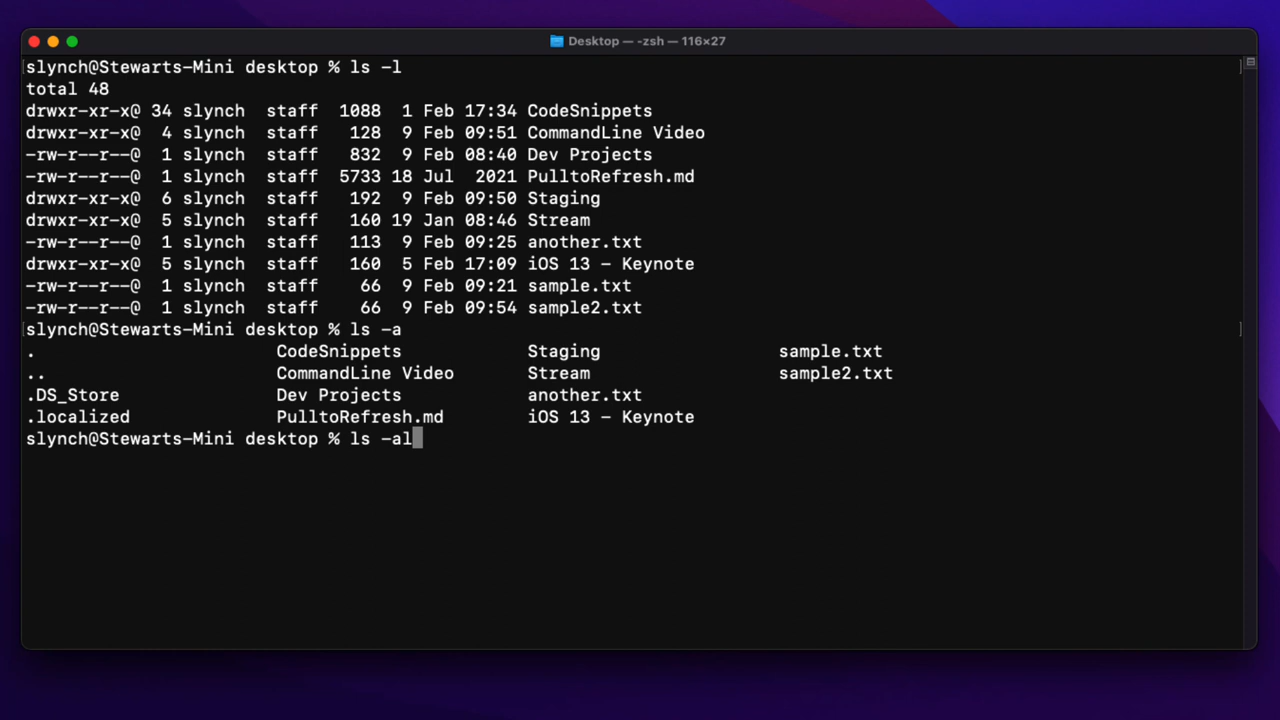 Desktop — -zsh — 116×27
slynch@Stewarts-Mini desktop % ls -l
total 48
drwxr-xr-x@ 34 slynch  staff  1088  1 Feb 17:34 CodeSnippets
drwxr-xr-x@  4 slynch  staff   128  9 Feb 09:51 CommandLine Video
-rw-r--r--@  1 slynch  staff   832  9 Feb 08:40 Dev Projects
-rw-r--r--@  1 slynch  staff  5733 18 Jul  2021 PulltoRefresh.md
drwxr-xr-x@  6 slynch  staff   192  9 Feb 09:50 Staging
drwxr-xr-x@  5 slynch  staff   160 19 Jan 08:46 Stream
-rw-r--r--@  1 slynch  staff   113  9 Feb 09:25 another.txt
drwxr-xr-x@  5 slynch  staff   160  5 Feb 17:09 iOS 13 - Keynote
-rw-r--r--@  1 slynch  staff    66  9 Feb 09:21 sample.txt
-rw-r--r--@  1 slynch  staff    66  9 Feb 09:54 sample2.txt
slynch@Stewarts-Mini desktop % ls -a
.                       CodeSnippets            Staging                 sample.txt
..                      CommandLine Video       Stream                  sample2.txt
.DS_Store               Dev Projects            another.txt
.localized              PulltoRefresh.md        iOS 13 - Keynote
slynch@Stewarts-Mini desktop % ls -al